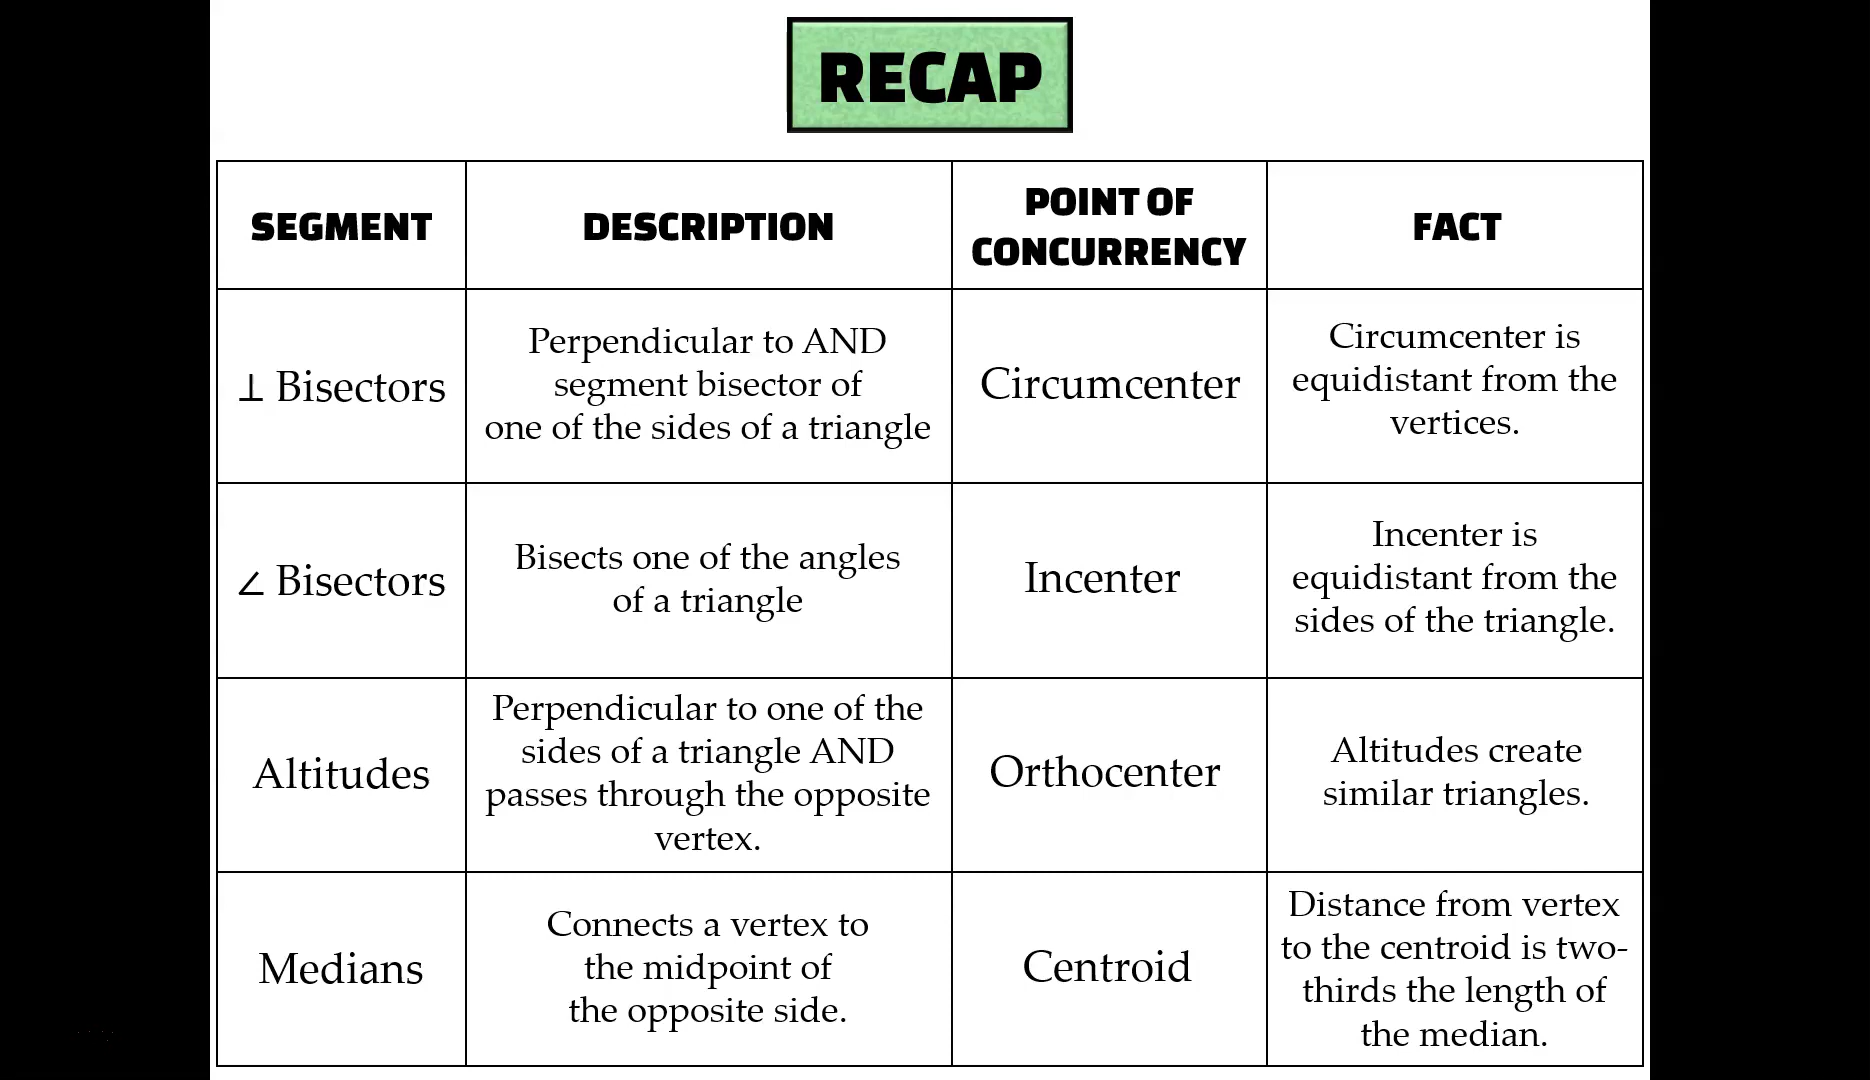 RECAP
SEGMENT
DESCRIPTION
POINT OF
CONCURRENCY
FACT
⊥ Bisectors
Perpendicular to AND
segment bisector of
one of the sides of a triangle
Circumcenter
Circumcenter is
equidistant from the
vertices.
∠ Bisectors
Bisects one of the angles
of a triangle
Incenter
Incenter is
equidistant from the
sides of the triangle.
Altitudes
Perpendicular to one of the
sides of a triangle AND
passes through the opposite
vertex.
Orthocenter
Altitudes create
similar triangles.
Medians
Connects a vertex to
the midpoint of
the opposite side.
Centroid
Distance from vertex
to the centroid is two-
thirds the length of
the median.